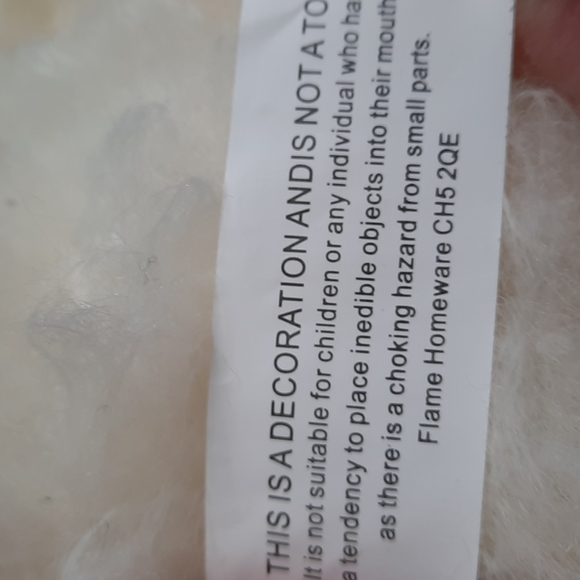 THIS IS A DECORATION ANDIS NOT A TO
It is not suitable for children or any individual who ha
a tendency to place inedible objects into their mouth
as there is a choking hazard from small parts.
Flame Homeware CH5 2QE